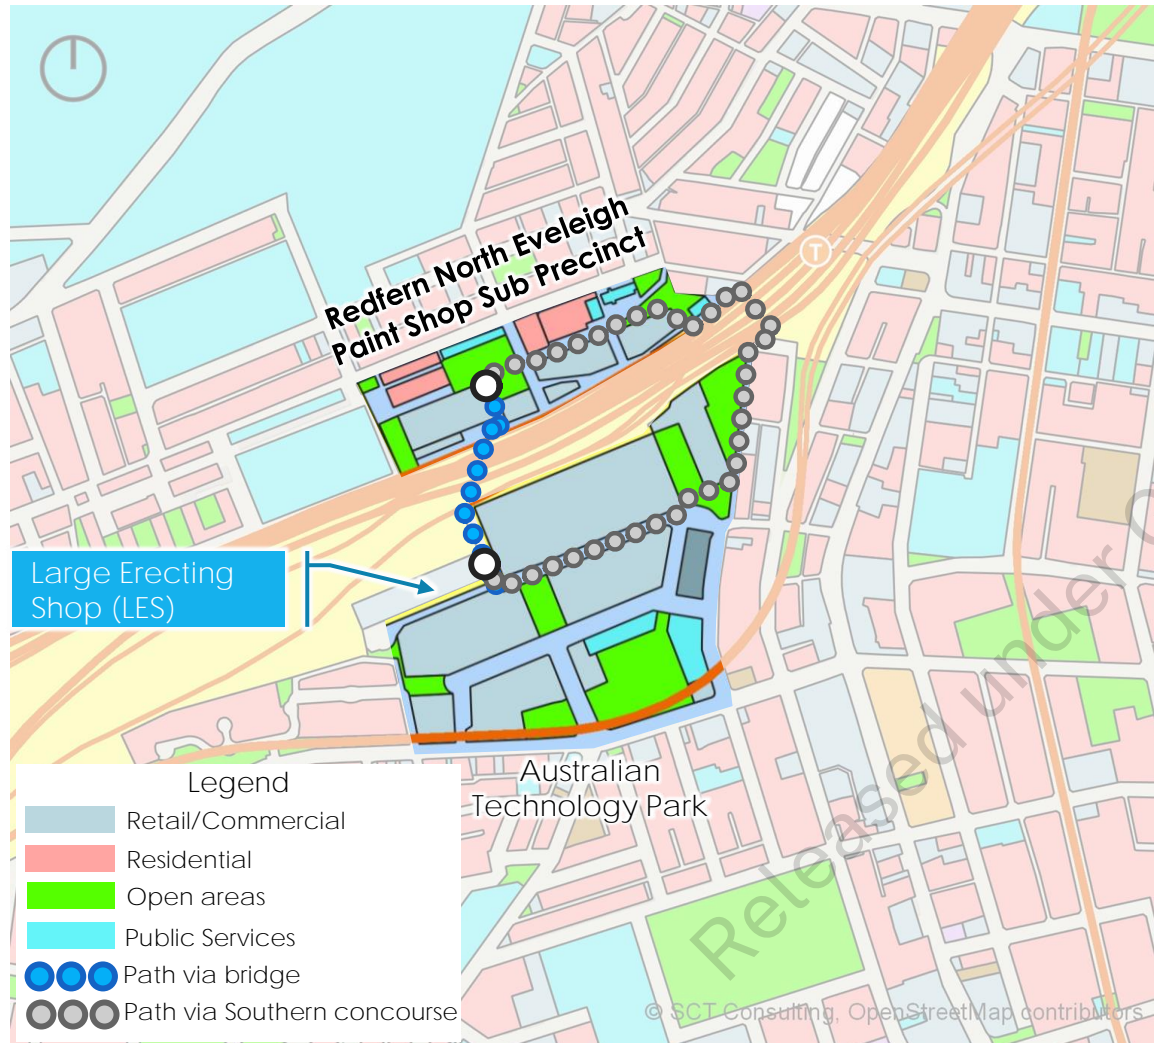 Redfern North Eveleigh
Paint Shop Sub Precinct
T
Large Erecting
Shop (LES)
Australian
Technology Park
Legend
Retail/Commercial
Residential
Open areas
Public Services
Path via bridge
Path via Southern concourse
Released under
© SCT Consulting, OpenStreetMap contributors